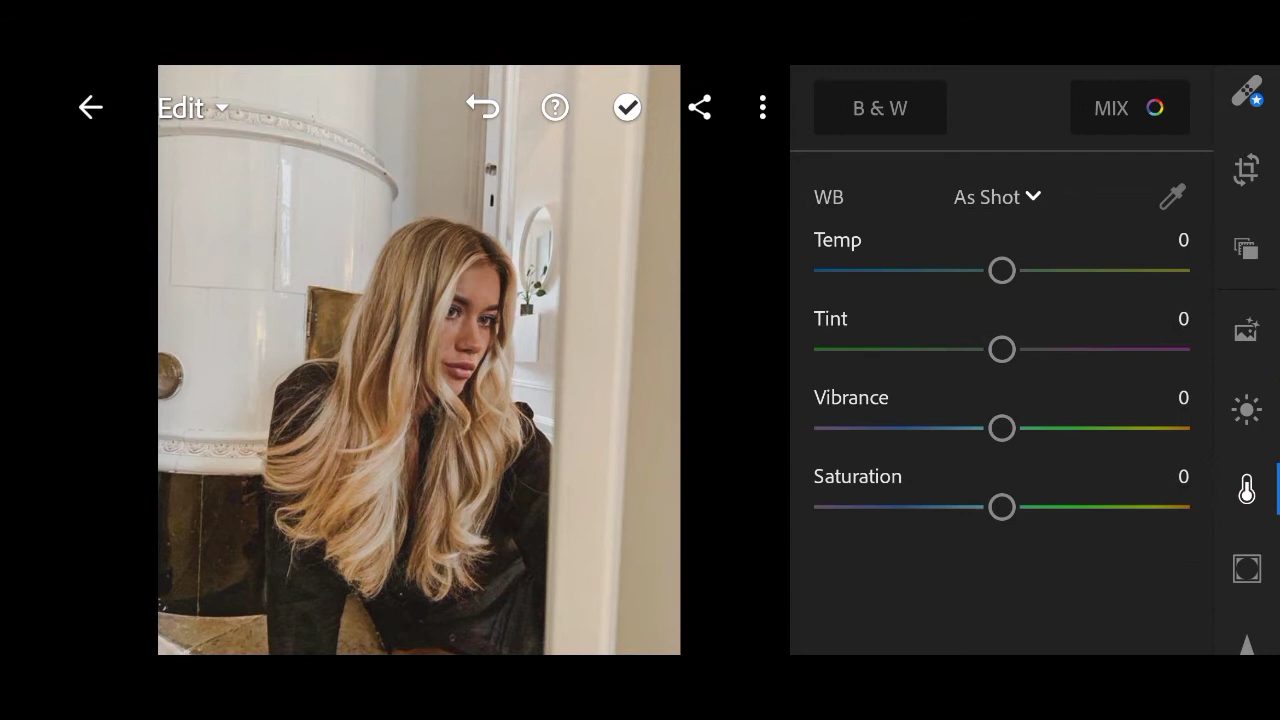 Edit
B & W
MIX
WB
As Shot
Temp
0
Tint
0
Vibrance
0
Saturation
0